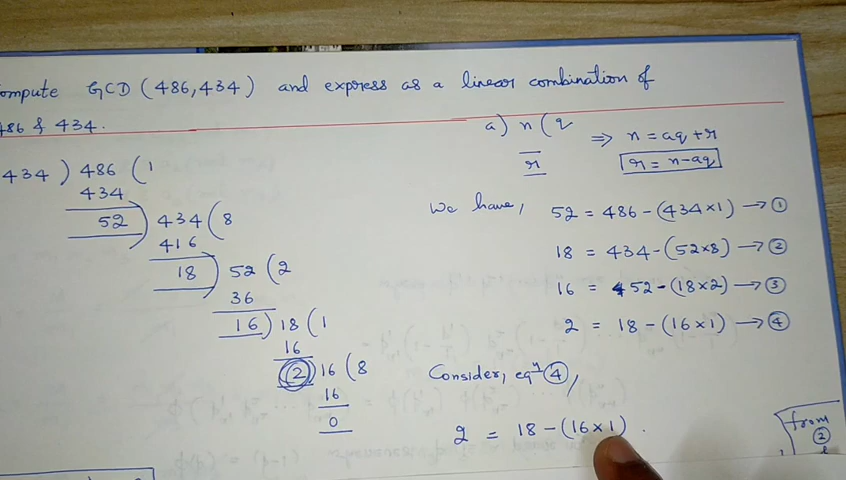 ompute GCD (486,434) and express as a linear combination of
486 & 434.
434 ) 486 ( 1
434
52 ) 434 ( 8
416
18 ) 52 ( 2
36
16 ) 18 ( 1
16
2 ) 16 ( 8
16
0
a) n ( q
r
⇒ n = aq + r
r = n - aq
We have, 52 = 486 - (434 × 1) → ①
18 = 434 - (52 × 8) → ②
16 = 52 - (18 × 2) → ③
2 = 18 - (16 × 1) → ④
Consider, eqⁿ ④,
2 = 18 - (16 × 1) .
from
②